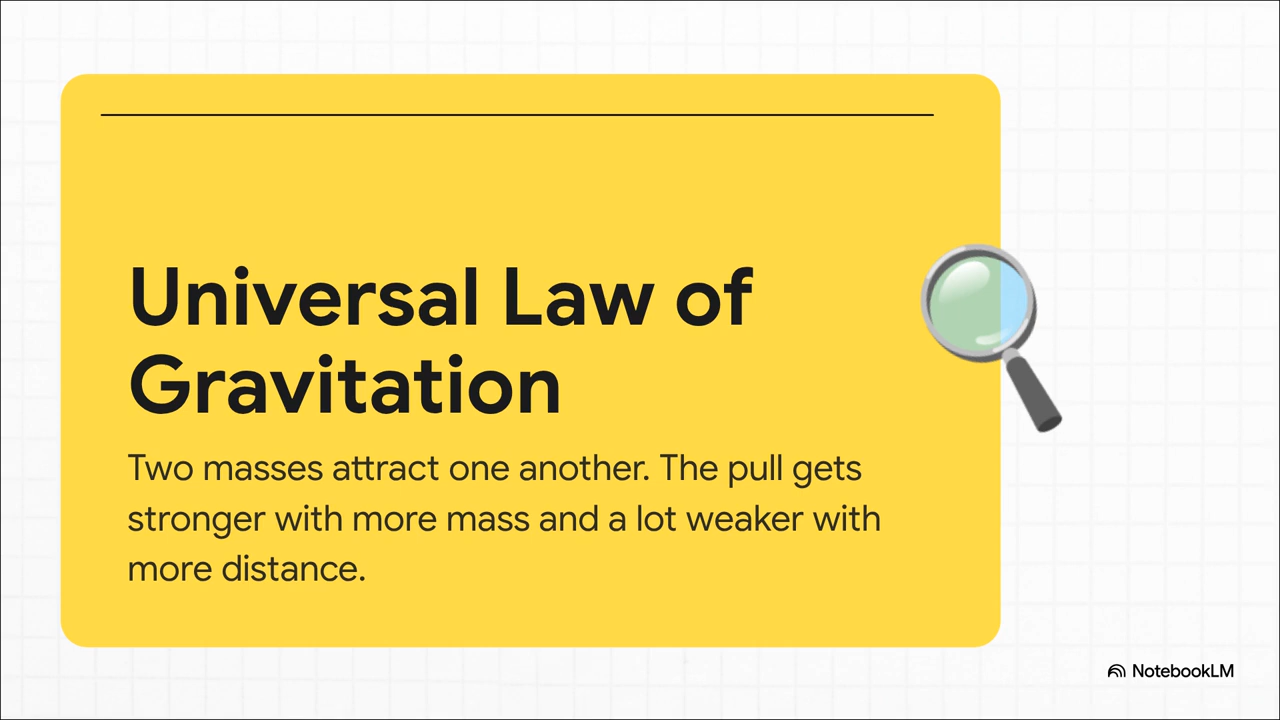 Universal Law of
Gravitation
Two masses attract one another. The pull gets
stronger with more mass and a lot weaker with
more distance.
NotebookLM